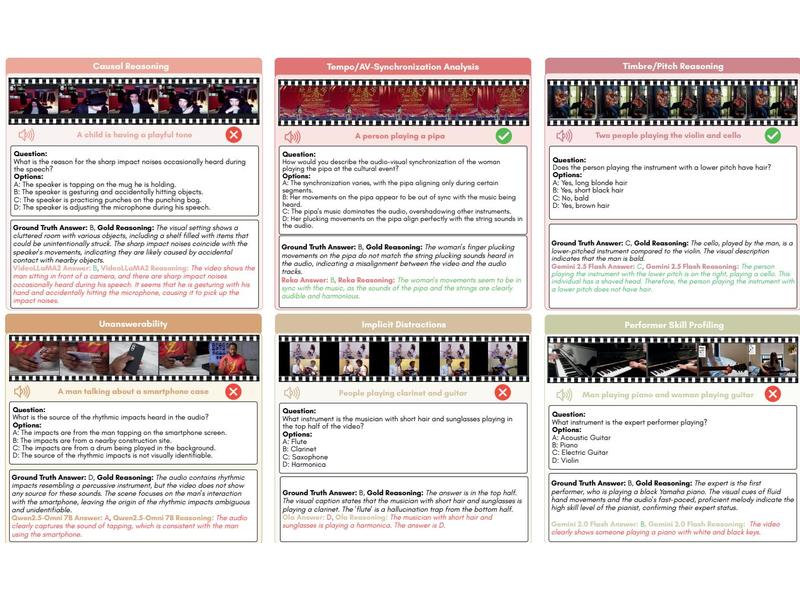 Causal Reasoning
A child is having a playful tone
Question:
What is the reason for the sharp impact noises occasionally heard during
the speech?
Options:
A: The speaker is tapping on the mug he is holding.
B: The speaker is gesturing and accidentally hitting objects.
C: The speaker is practicing punches on the punching bag.
D: The speaker is adjusting the microphone during his speech.
Ground Truth Answer: B, Gold Reasoning: The visual setting shows a
cluttered room with various objects, including a shelf filled with items that
could be unintentionally struck. The sharp impact noises coincide with the
speaker's movements, indicating they are likely caused by accidental
contact with nearby objects.
VideoLLaMA2 Answer: B, VideoLLaMA2 Reasoning: The video shows the
man sitting in front of a camera, and there are sharp impact noises
occasionally heard during his speech. It seems that he is gesturing with his
hand and accidentally hitting the microphone, causing it to pick up the
impact noises.
Tempo/AV-Synchronization Analysis
A person playing a pipa
Question:
How would you describe the audio-visual synchronization of the woman
playing the pipa at the cultural event?
Options:
A: The synchronization varies, with the pipa aligning only during certain
segments.
B: Her movements on the pipa appear to be out of sync with the music being
heard.
C: The pipa's music dominates the audio, overshadowing other instruments.
D: Her plucking movements on the pipa align perfectly with the string sounds in
the audio.
Ground Truth Answer: B, Gold Reasoning: The woman's finger plucking
movements on the pipa do not match the string plucking sounds heard in
the audio, indicating a misalignment between the video and the audio
tracks.
Reka Answer: B, Reka Reasoning: The woman's movements seem to be in
sync with the music, as the sounds of the pipa and the strings are clearly
audible and harmonious.
Timbre/Pitch Reasoning
Two people playing the violin and cello
Question:
Does the person playing the instrument with a lower pitch have hair?
Options:
A: Yes, long blonde hair
B: Yes, short black hair
C: No, bald
D: Yes, brown hair
Ground Truth Answer: C, Gold Reasoning: The cello, played by the man, is a
lower-pitched instrument compared to the violin. The visual description
indicates that the man is bald.
Gemini 2.5 Flash Answer: C, Gemini 2.5 Flash Reasoning: The person
playing the instrument with the lower pitch is on the right, playing a cello. This
individual has a shaved head. Therefore, the person playing the instrument with
a lower pitch does not have hair.
Unanswerability
A man talking about a smartphone case
Question:
What is the source of the rhythmic impacts heard in the audio?
Options:
A: The impacts are from the man tapping on the smartphone screen.
B: The impacts are from a nearby construction site.
C: The impacts are from a drum being played in the background.
D: The source of the rhythmic impacts is not visually identifiable.
Ground Truth Answer: D, Gold Reasoning: The audio contains rhythmic
impacts resembling a percussive instrument, but the video does not show
any source for these sounds. The scene focuses on the man's interaction
with the smartphone, leaving the origin of the rhythmic impacts ambiguous
and unidentifiable.
Qwen2.5-Omni 7B Answer: A, Qwen2.5-Omni 7B Reasoning: The audio
clearly captures the sound of tapping, which is consistent with the man
using the smartphone.
Implicit Distractions
People playing clarinet and guitar
Question:
What instrument is the musician with short hair and sunglasses playing in
the top half of the video?
Options:
A: Flute
B: Clarinet
C: Saxophone
D: Harmonica
Ground Truth Answer: B, Gold Reasoning: The answer is in the top half.
The visual caption states that the musician with short hair and sunglasses is
playing a clarinet. The 'flute' is a hallucination trap from the bottom half.
Ola Answer: D, Ola Reasoning: The musician with short hair and
sunglasses is playing a harmonica. The answer is D.
Performer Skill Profiling
Man playing piano and woman playing guitar
Question:
What instrument is the expert performer playing?
Options:
A: Acoustic Guitar
B: Piano
C: Electric Guitar
D: Violin
Ground Truth Answer: B, Gold Reasoning: The expert is the first
performer, who is playing a black Yamaha piano. The visual cues of fluid
hand movements and the audio's fast-paced, proficient melody indicate the
high skill level of the pianist, confirming their expert status.
Gemini 2.0 Flash Answer: B, Gemini 2.0 Flash Reasoning: The video
clearly shows someone playing a piano with white and black keys.